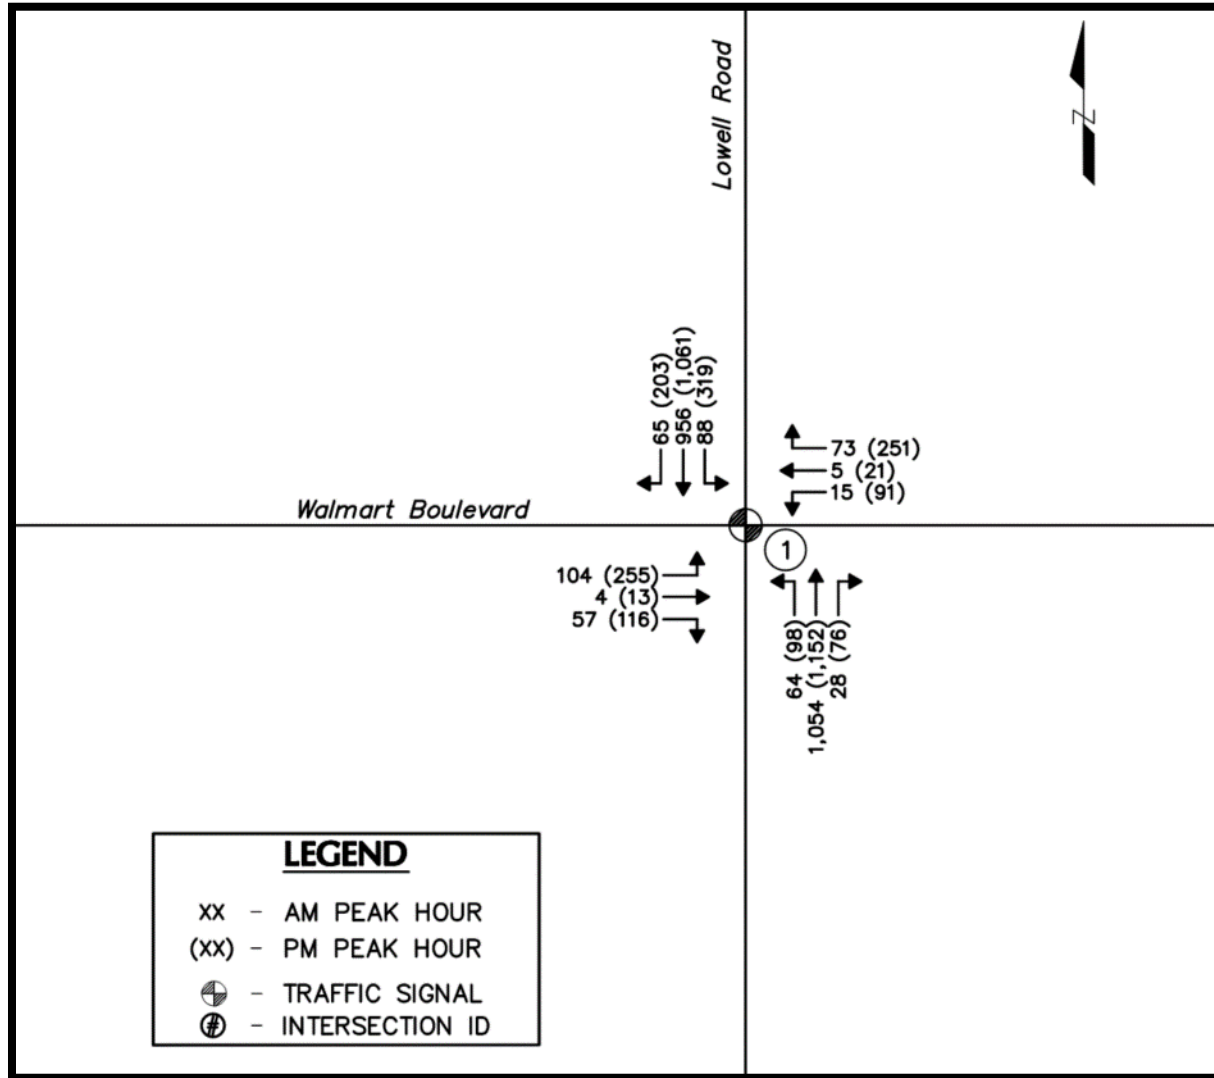 Lowell Road
65 (203)
956 (1,061)
88 (319)
73 (251)
5 (21)
15 (91)
Walmart Boulevard
1
104 (255)
4 (13)
57 (116)
64 (98)
1,054 (1,152)
28 (76)
Z
LEGEND
XX - AM PEAK HOUR
(XX) - PM PEAK HOUR
- TRAFFIC SIGNAL
# - INTERSECTION ID